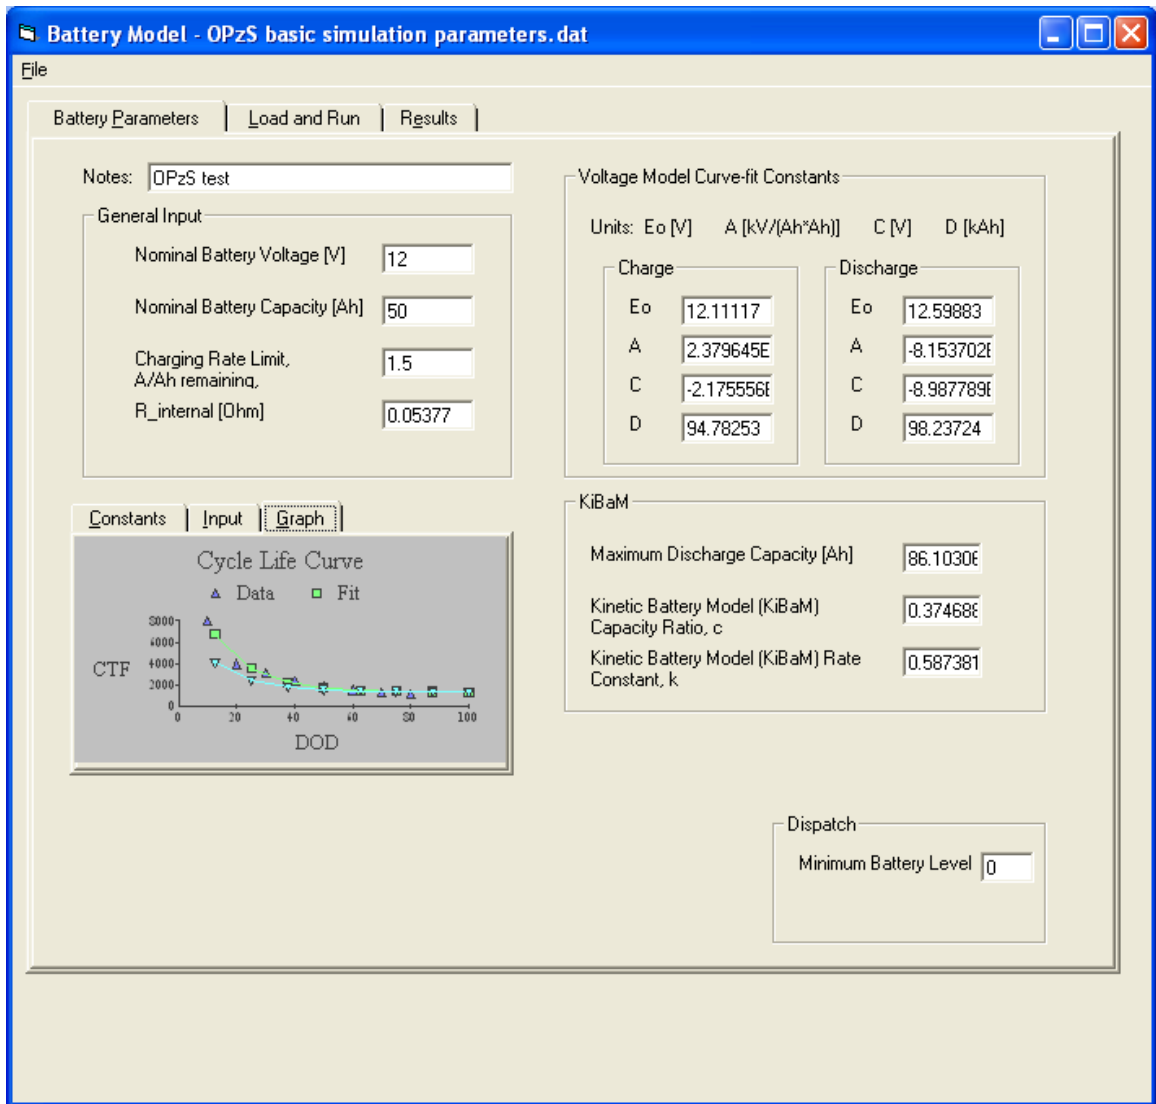 Battery Model - OPzS basic simulation parameters.dat
File
Battery Parameters
Load and Run
Results
Notes:
OPzS test
General Input
Nominal Battery Voltage [V]
12
Nominal Battery Capacity [Ah]
50
Charging Rate Limit,
A/Ah remaining,
1.5
R_internal [Ohm]
0.05377
Voltage Model Curve-fit Constants
Units: Eo [V] A [kV/(Ah*Ah)] C [V] D [kAh]
Charge
Eo
12.11117
A
2.379645E
C
-2.175556E
D
94.78253
Discharge
Eo
12.59883
A
-8.153702E
C
-8.987789E
D
98.23724
Constants
Input
Graph
Cycle Life Curve
Data
Fit
CTF
8000
6000
4000
2000
0
0 20 40 60 80 100
DOD
KiBaM
Maximum Discharge Capacity [Ah]
86.10306
Kinetic Battery Model (KiBaM)
Capacity Ratio, c
0.374688
Kinetic Battery Model (KiBaM) Rate
Constant, k
0.587381
Dispatch
Minimum Battery Level
0